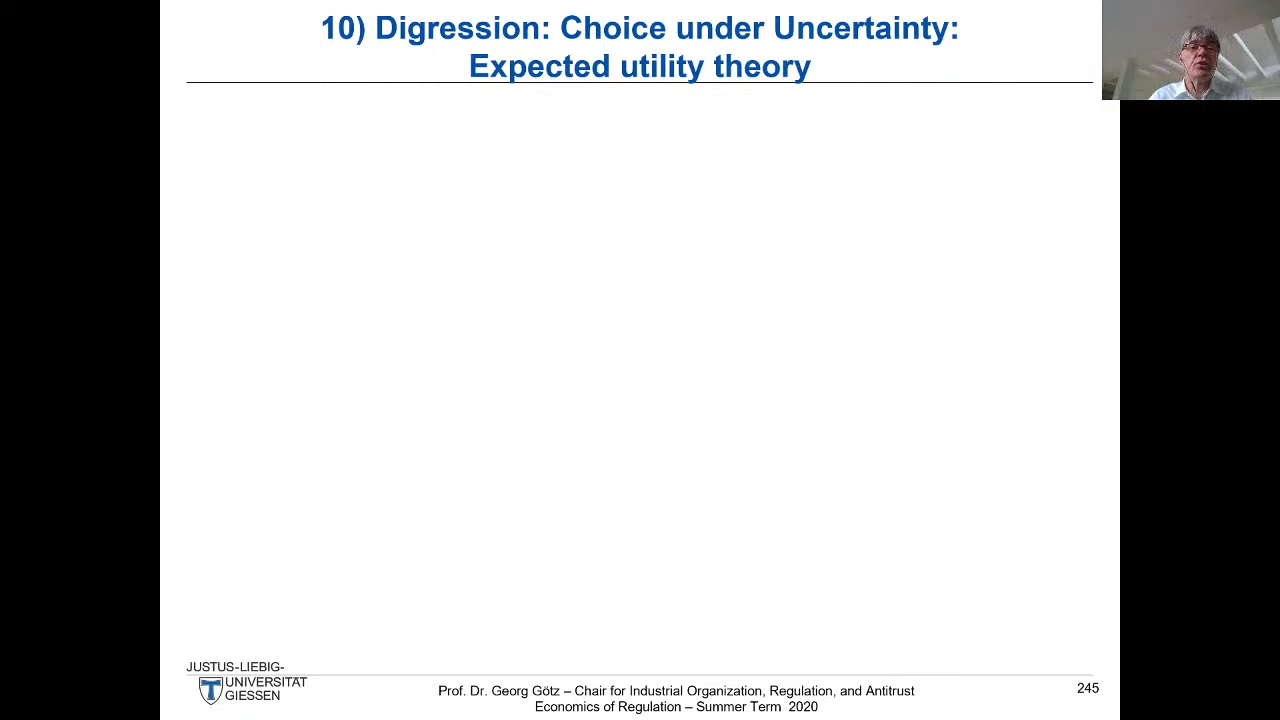 10) Digression: Choice under Uncertainty:
Expected utility theory
JUSTUS-LIEBIG-
UNIVERSITÄT
GIESSEN
Prof. Dr. Georg Götz – Chair for Industrial Organization, Regulation, and Antitrust
Economics of Regulation – Summer Term 2020
245